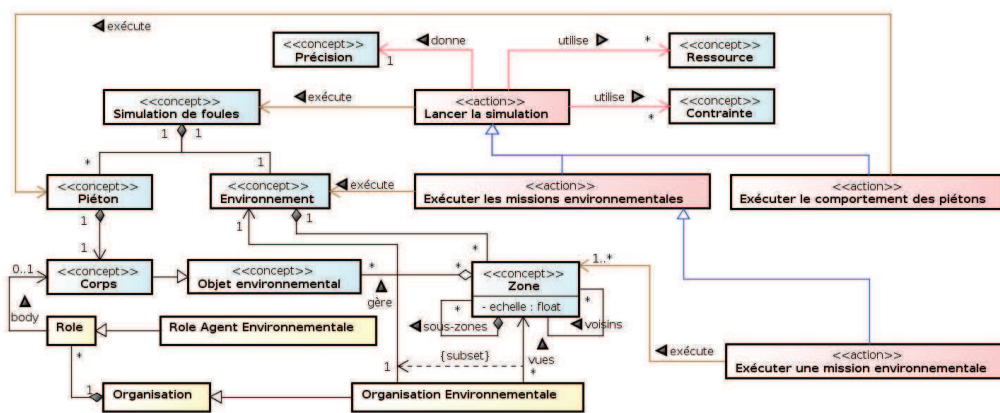 exécute
<<concept>>
Précision
1
donne
utilise
*
<<concept>>
Ressource
<<concept>>
Simulation de foules
1
1
exécute
<<action>>
Lancer la simulation
utilise
*
<<concept>>
Contrainte
*
1
<<concept>>
Piéton
1
<<concept>>
Environnement
1
1
exécute
<<action>>
Exécuter les missions environnementales
<<action>>
Exécuter le comportement des piétons
1
*
0..1
<<concept>>
Corps
<<concept>>
Objet environnemental
*
*
gère
<<concept>>
Zone
- echelle : float
1..*
*
*
sous-zones
voisins
body
Role
Role Agent Environnementale
{subset}
vues
*
1
exécute
<<action>>
Exécuter une mission environnementale
*
1
Organisation
Organisation Environnementale